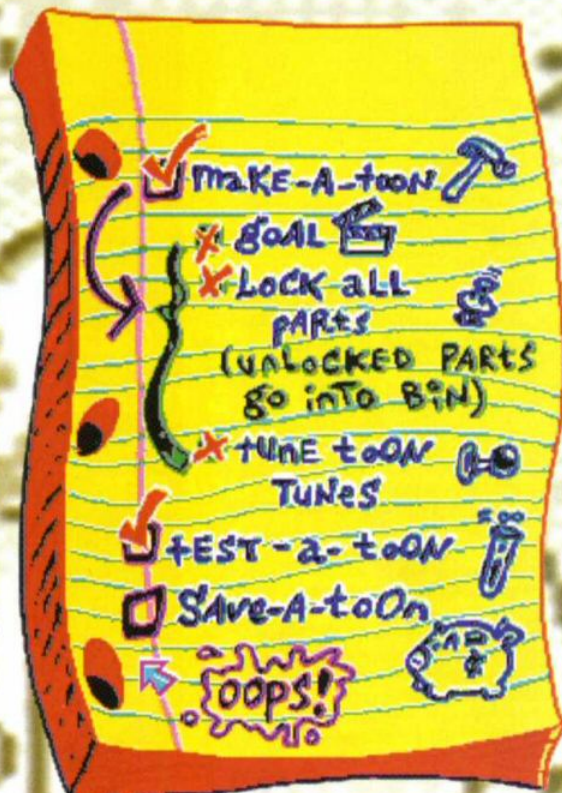 maKE-A-tooN
goAL
LOCK aLL
pARts
(unLoCKED PARts
go inTo BiN)
tUnE tooN
TUNes
tEST-a-tooN
SAve-A-toOn
OOPS!